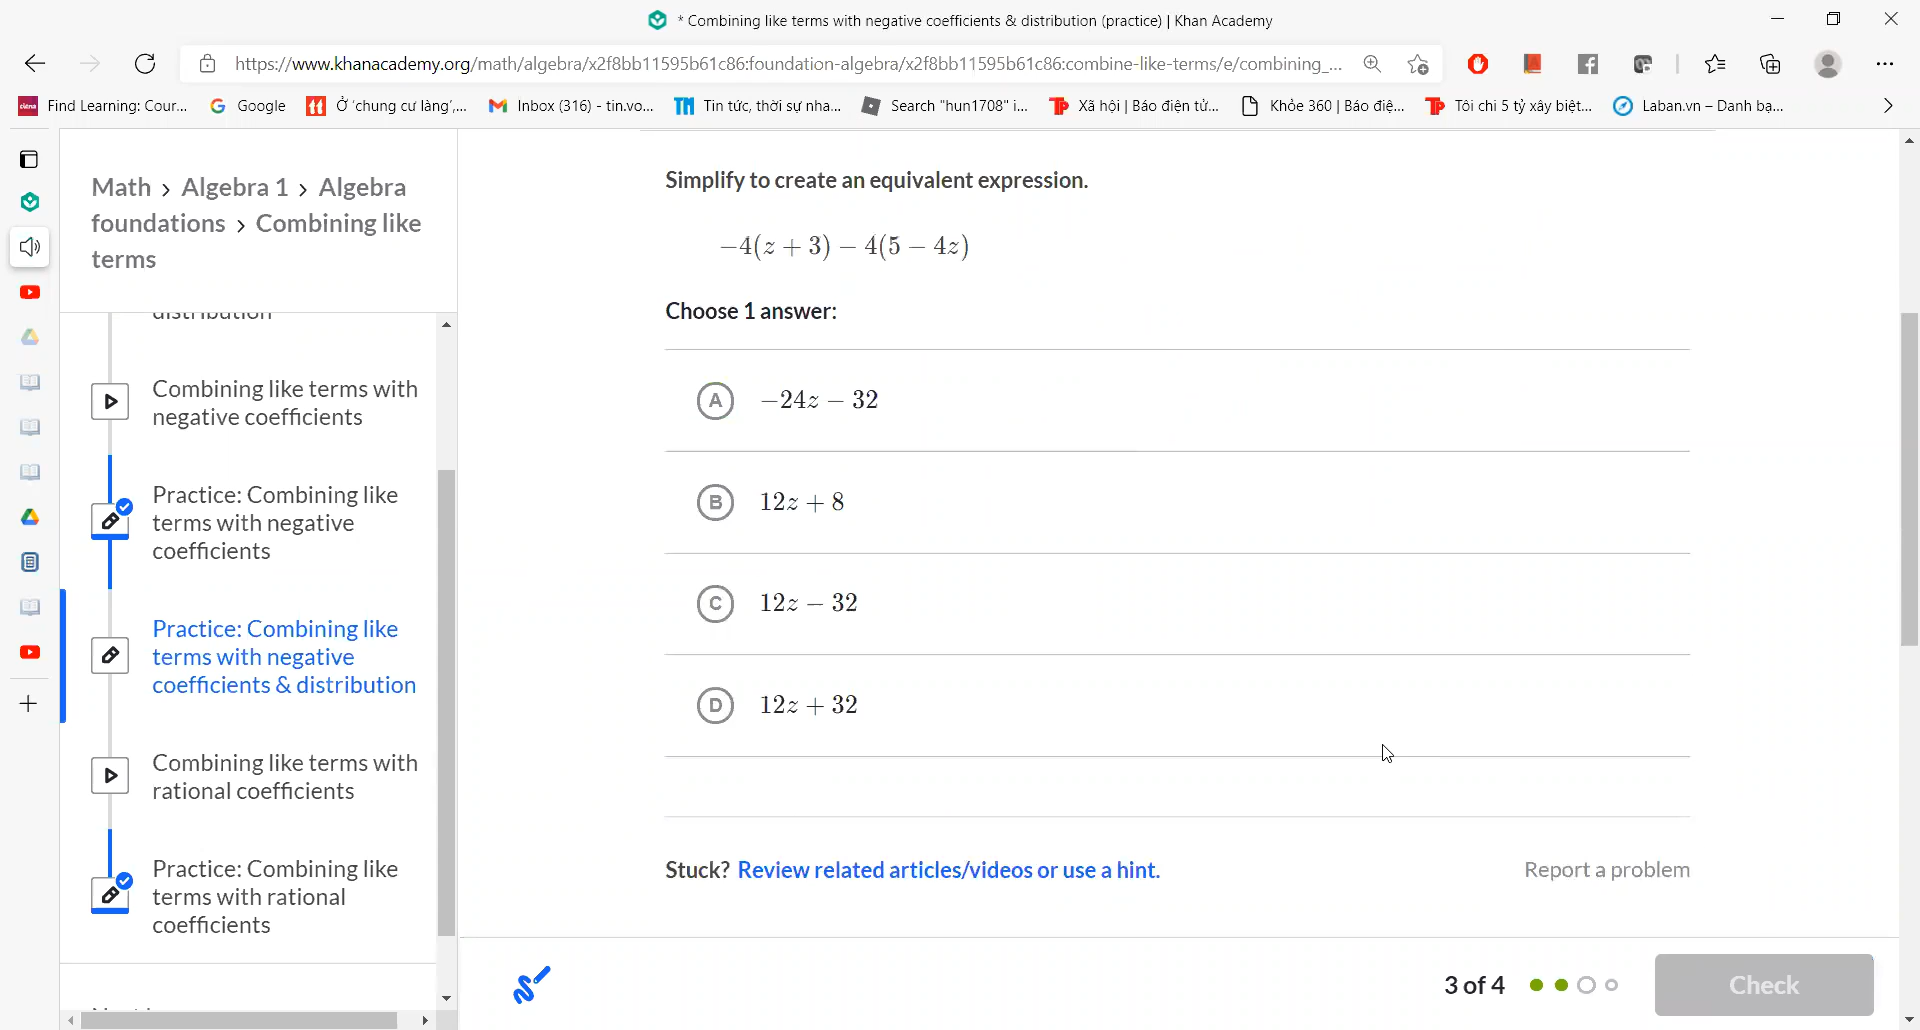 * Combining like terms with negative coefficients & distribution (practice) | Khan Academy
https://www.khanacademy.org/math/algebra/x2f8bb11595b61c86:foundation-algebra/x2f8bb11595b61c86:combine-like-terms/e/combining_...
Find Learning: Cour...
Google
Ở 'chung cư làng',...
Inbox (316) - tin.vo...
Tin tức, thời sự nha...
Search "hun1708" i...
Xã hội | Báo điện tử...
Khỏe 360 | Báo điệ...
Tôi chi 5 tỷ xây biệt...
Laban.vn – Danh bạ...
Math › Algebra 1 › Algebra
foundations › Combining like
terms
distribution
Combining like terms with
negative coefficients
Practice: Combining like
terms with negative
coefficients
Practice: Combining like
terms with negative
coefficients & distribution
Combining like terms with
rational coefficients
Practice: Combining like
terms with rational
coefficients
Simplify to create an equivalent expression.
−4(z + 3) − 4(5 − 4z)
Choose 1 answer:
A −24z − 32
B 12z + 8
C 12z − 32
D 12z + 32
Stuck? Review related articles/videos or use a hint.
Report a problem
3 of 4
Check